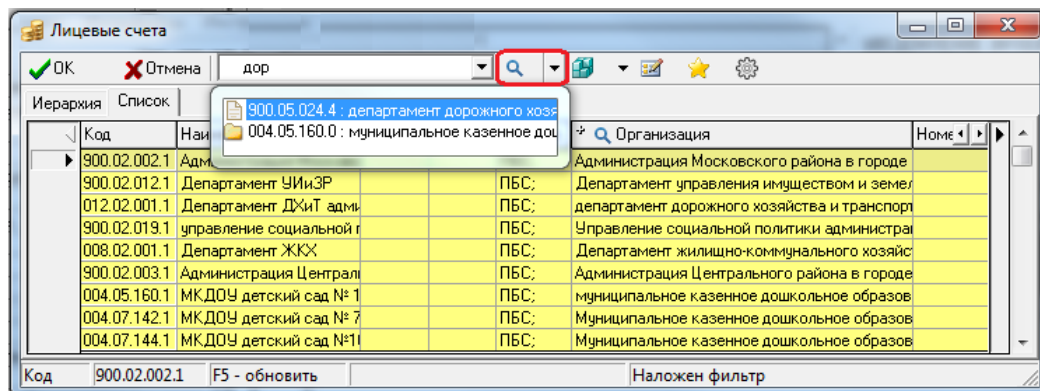 Лицевые счета
ОК Отмена дор
Иерархия Список
900.05.024.4 : департамент дорожного хозя
004.05.160.0 : муниципальное казенное дош
Код Наи Организация Номе
900.02.002.1 Адм ПБС; Администрация Московского района в городе
900.02.012.1 Департамент УИиЗР ПБС; Департамент управления имуществом и земел
012.02.001.1 Департамент ДХиТ адми ПБС; департамент дорожного хозяйства и транспорт
900.02.019.1 управление социальной п ПБС; Управление социальной политики администрац
008.02.001.1 Департамент ЖКХ ПБС; Департамент жилищно-коммунального хозяйс
900.02.003.1 Администрация Централ ПБС; Администрация Центрального района в городе
004.05.160.1 МКДОУ детский сад № 1 ПБС; муниципальное казенное дошкольное образов
004.07.142.1 МКДОУ детский сад № 7 ПБС; Муниципальное казенное дошкольное образов
004.07.144.1 МКДОУ детский сад №1 ПБС; Муниципальное казенное дошкольное образов
Код 900.02.002.1 F5 - обновить Наложен фильтр